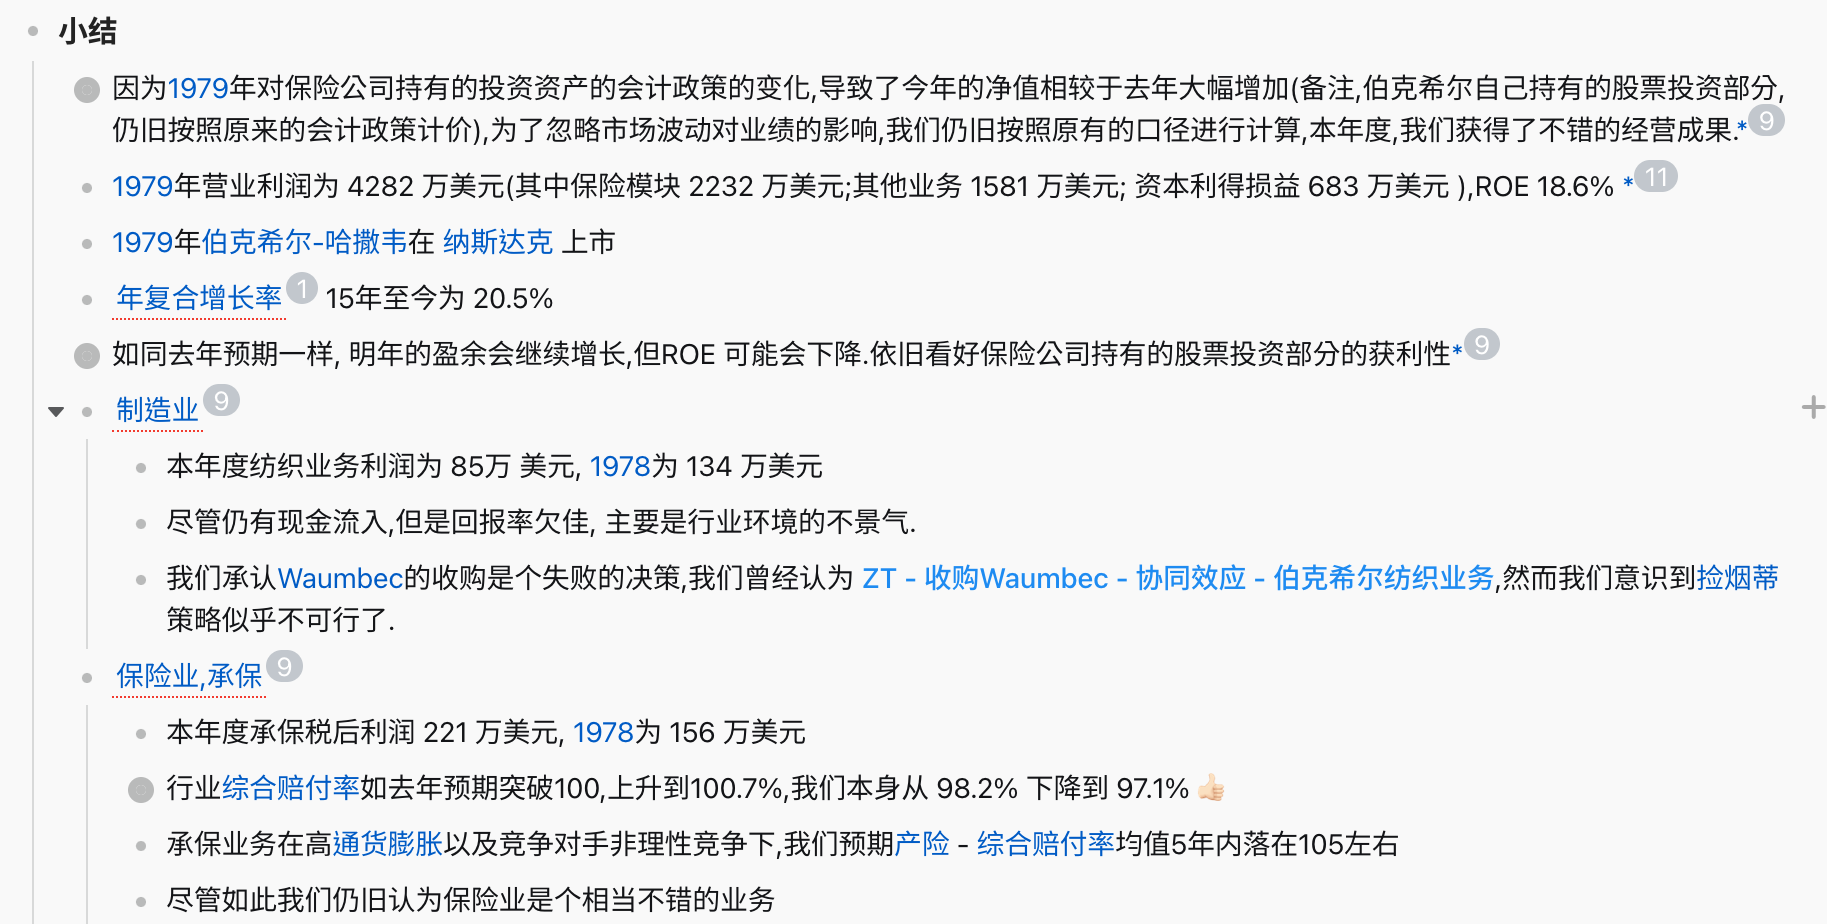 小结
因为1979年对保险公司持有的投资资产的会计政策的变化,导致了今年的净值相较于去年大幅增加(备注,伯克希尔自己持有的股票投资部分,
仍旧按照原来的会计政策计价),为了忽略市场波动对业绩的影响,我们仍旧按照原有的口径进行计算,本年度,我们获得了不错的经营成果.* 9
1979年营业利润为 4282 万美元(其中保险模块 2232 万美元;其他业务 1581 万美元; 资本利得损益 683 万美元 ),ROE 18.6% * 11
1979年伯克希尔-哈撒韦在 纳斯达克 上市
年复合增长率 1 15年至今为 20.5%
如同去年预期一样, 明年的盈余会继续增长,但ROE 可能会下降.依旧看好保险公司持有的股票投资部分的获利性* 9
制造业 9
本年度纺织业务利润为 85万 美元, 1978为 134 万美元
尽管仍有现金流入,但是回报率欠佳, 主要是行业环境的不景气.
我们承认Waumbec的收购是个失败的决策,我们曾经认为 ZT - 收购Waumbec - 协同效应 - 伯克希尔纺织业务,然而我们意识到捡烟蒂
策略似乎不可行了.
保险业,承保 9
本年度承保税后利润 221 万美元, 1978为 156 万美元
行业综合赔付率如去年预期突破100,上升到100.7%,我们本身从 98.2% 下降到 97.1% 👍🏻
承保业务在高通货膨胀以及竞争对手非理性竞争下,我们预期产险 - 综合赔付率均值5年内落在105左右
尽管如此我们仍旧认为保险业是个相当不错的业务